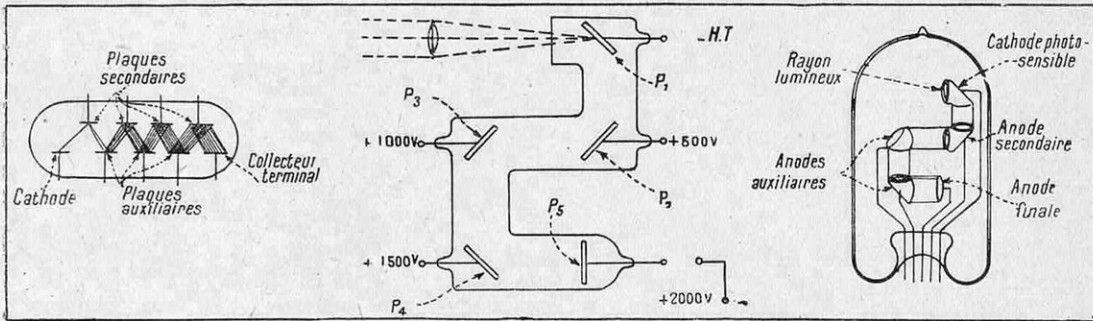 Plaques
secondaires
Cathode
Plaques
auxiliaires
Collecteur
terminal
_H.T
P₁
P₃
+1000V
+500V
P₂
P₅
+1500V
P₄
+2000V
Rayon
lumineux
Cathode photo-
sensible
Anodes
auxiliaires
Anode
secondaire
Anode
finale